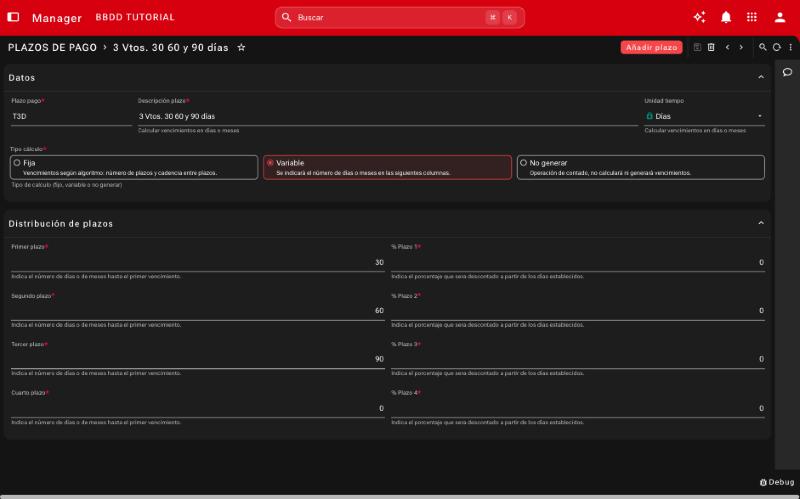 Manager BBDD TUTORIAL Buscar ⌘ K
PLAZOS DE PAGO › 3 Vtos. 30 60 y 90 días Añadir plazo
Datos
Plazo pago* Descripción plazo* Unidad tiempo
T3D 3 Vtos. 30 60 y 90 días Días
Calcular vencimientos en días o meses Calcular vencimientos en días o meses
Tipo cálculo*
Fija Variable No generar
Vencimientos según algoritmo: número de plazos y cadencia entre plazos. Se indicará el número de días o meses en las siguientes columnas. Operación de contado, no calculará ni generará vencimientos.
Tipo de calculo (fijo, variable o no generar)
Distribución de plazos
Primer plazo* % Plazo 1*
30 0
Indica el número de días o de meses hasta el primer vencimiento. Indica el porcentaje que sera descontado a partir de los días establecidos.
Segundo plazo* % Plazo 2*
60 0
Indica el número de días o de meses hasta el primer vencimiento. Indica el porcentaje que sera descontado a partir de los días establecidos.
Tercer plazo* % Plazo 3*
90 0
Indica el número de días o de meses hasta el primer vencimiento. Indica el porcentaje que sera descontado a partir de los días establecidos.
Cuarto plazo* % Plazo 4*
0 0
Indica el número de días o de meses hasta el primer vencimiento. Indica el porcentaje que sera descontado a partir de los días establecidos.
Debug